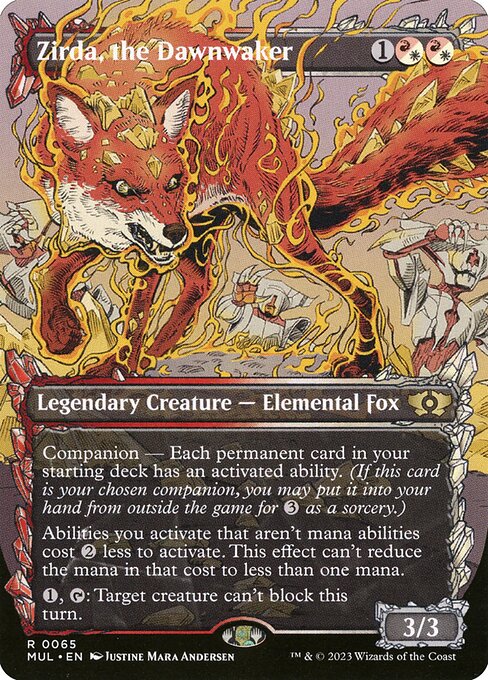 Zirda, the Dawnwaker 1
Legendary Creature — Elemental Fox
Companion — Each permanent card in your
starting deck has an activated ability. (If this card
is your chosen companion, you may put it into your
hand from outside the game for 3 as a sorcery.)
Abilities you activate that aren't mana abilities
cost 2 less to activate. This effect can't reduce
the mana in that cost to less than one mana.
1, T: Target creature can't block this
turn.
3/3
R 0065
MUL • EN Justine Mara Andersen
™ & © 2023 Wizards of the Coast